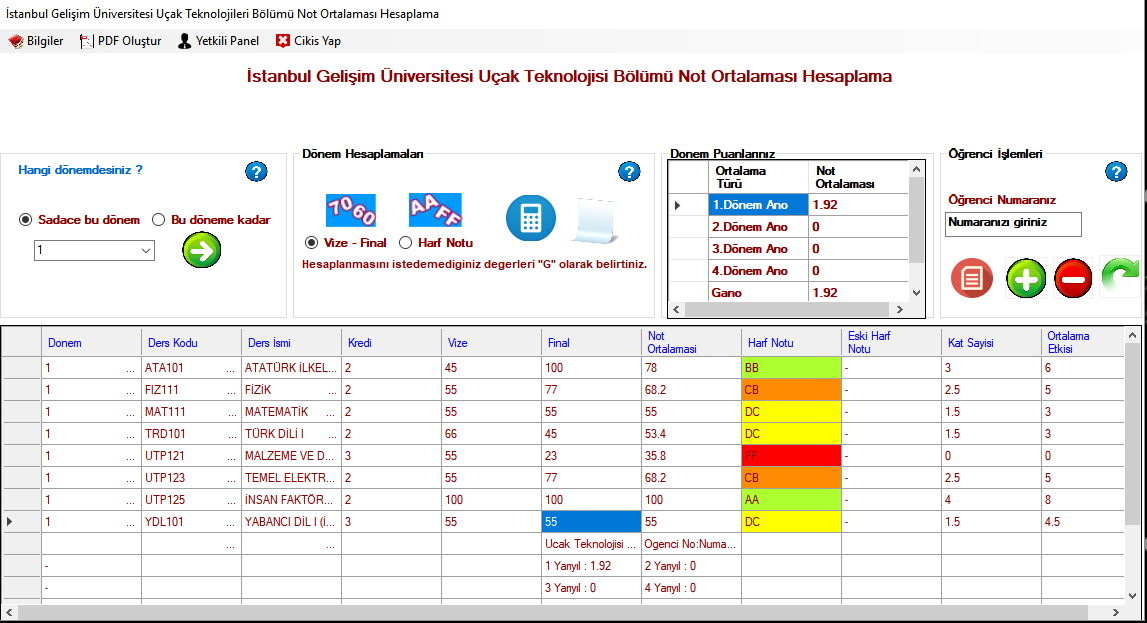 İstanbul Gelişim Üniversitesi Uçak Teknolojileri Bölümü Not Ortalaması Hesaplama
Bilgiler PDF Oluştur Yetkili Panel Cikis Yap
İstanbul Gelişim Üniversitesi Uçak Teknolojisi Bölümü Not Ortalaması Hesaplama
Hangi dönemdesiniz ?
?
Sadace bu dönem Bu döneme kadar
1
Dönem Hesaplamaları
?
7060 AAFF
Vize - Final Harf Notu
Hesaplanmasını istedemediginiz degerleri "G" olarak belirtiniz.
Donem Puanlarınız
Ortalama Türü Not Ortalaması
1.Dönem Ano 1.92
2.Dönem Ano 0
3.Dönem Ano 0
4.Dönem Ano 0
Gano 1.92
Öğrenci İşlemleri
?
Öğrenci Numaranız
Numaranızı giriniz
Donem Ders Kodu Ders İsmi Kredi Vize Final Not Ortalamasi Harf Notu Eski Harf Notu Kat Sayisi Ortalama Etkisi
1 ... ATA101 ... ATATÜRK İLKEL... 2 45 100 78 BB - 3 6
1 ... FIZ111 ... FİZİK ... 2 55 77 68.2 CB - 2.5 5
1 ... MAT111 ... MATEMATİK ... 2 55 55 55 DC - 1.5 3
1 ... TRD101 ... TÜRK DİLİ I ... 2 66 45 53.4 DC - 1.5 3
1 ... UTP121 ... MALZEME VE D... 3 55 23 35.8 FF - 0 0
1 ... UTP123 ... TEMEL ELEKTR... 2 55 77 68.2 CB - 2.5 5
1 ... UTP125 ... İNSAN FAKTÖR... 2 100 100 100 AA - 4 8
1 ... YDL101 ... YABANCI DİL I (İ... 3 55 55 55 DC - 1.5 4.5
... ... Ucak Teknolojisi ... Ogenci No:Numa...
- 1 Yarıyıl : 1.92 2 Yarıyıl : 0
- 3 Yarıyıl : 0 4 Yarıyıl : 0